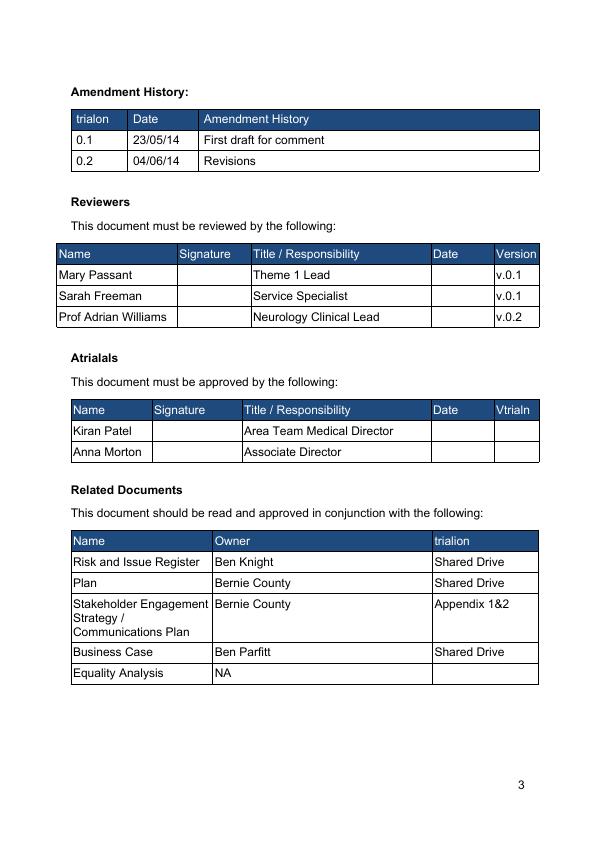 Amendment History:
trialon Date Amendment History
0.1 23/05/14 First draft for comment
0.2 04/06/14 Revisions
Reviewers
This document must be reviewed by the following:
Name Signature Title / Responsibility Date Version
Mary Passant Theme 1 Lead v.0.1
Sarah Freeman Service Specialist v.0.1
Prof Adrian Williams Neurology Clinical Lead v.0.2
Atrialals
This document must be approved by the following:
Name Signature Title / Responsibility Date Vtrialn
Kiran Patel Area Team Medical Director
Anna Morton Associate Director
Related Documents
This document should be read and approved in conjunction with the following:
Name Owner trialion
Risk and Issue Register Ben Knight Shared Drive
Plan Bernie County Shared Drive
Stakeholder Engagement Bernie County Appendix 1&2
Strategy /
Communications Plan
Business Case Ben Parfitt Shared Drive
Equality Analysis NA
3